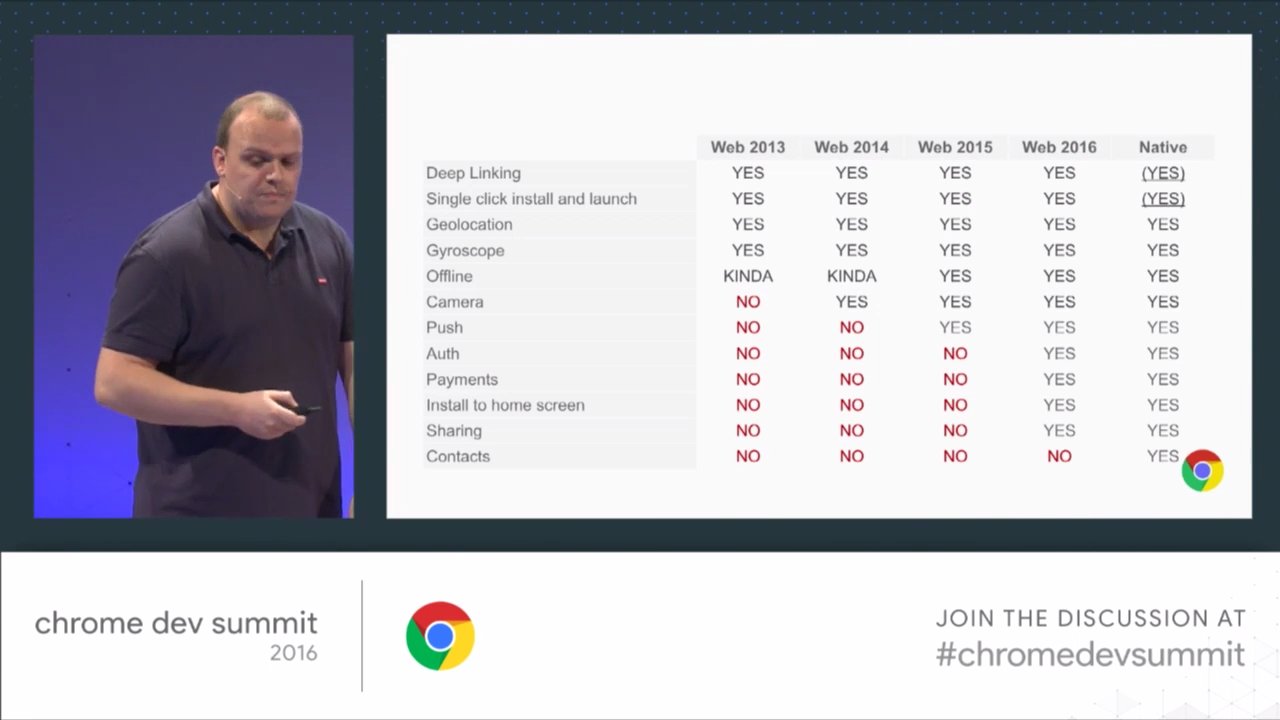 Web 2013 Web 2014 Web 2015 Web 2016 Native
Deep Linking YES YES YES YES (YES)
Single click install and launch YES YES YES YES (YES)
Geolocation YES YES YES YES YES
Gyroscope YES YES YES YES YES
Offline KINDA KINDA YES YES YES
Camera NO YES YES YES YES
Push NO NO YES YES YES
Auth NO NO NO YES YES
Payments NO NO NO YES YES
Install to home screen NO NO NO YES YES
Sharing NO NO NO YES YES
Contacts NO NO NO NO YES
chrome dev summit
2016
JOIN THE DISCUSSION AT
#chromedevsummit